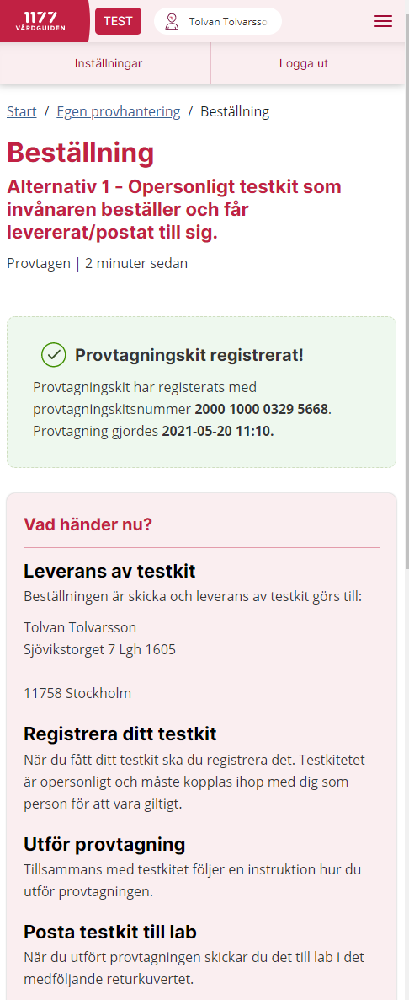 1177
VÅRDGUIDEN
TEST
Tolvan Tolvarsso
Inställningar
Logga ut
Start / Egen provhantering / Beställning
Beställning
Alternativ 1 - Opersonligt testkit som
invånaren beställer och får
levererat/postat till sig.
Provtagen | 2 minuter sedan
Provtagningskit registrerat!
Provtagningskit har registerats med
provtagningskitsnummer 2000 1000 0329 5668.
Provtagning gjordes 2021-05-20 11:10.
Vad händer nu?
Leverans av testkit
Beställningen är skicka och leverans av testkit görs till:
Tolvan Tolvarsson
Sjövikstorget 7 Lgh 1605
11758 Stockholm
Registrera ditt testkit
När du fått ditt testkit ska du registrera det. Testkitetet
är opersonligt och måste kopplas ihop med dig som
person för att vara giltigt.
Utför provtagning
Tillsammans med testkitet följer en instruktion hur du
utför provtagningen.
Posta testkit till lab
När du utfört provtagningen skickar du det till lab i det
medföljande returkuvertet.